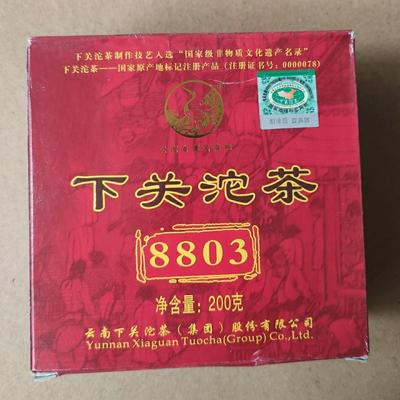 下关沱茶制作技艺入选“国家级非物质文化遗产名录”
下关沱茶——国家原产地标记注册产品（注册证书号：0000078)
下关沱茶
8803
净含量：200克
云南下关沱茶（集团）股份有限公司
Yunnan Xiaguan Tuocha(Group) Co.,Ltd.